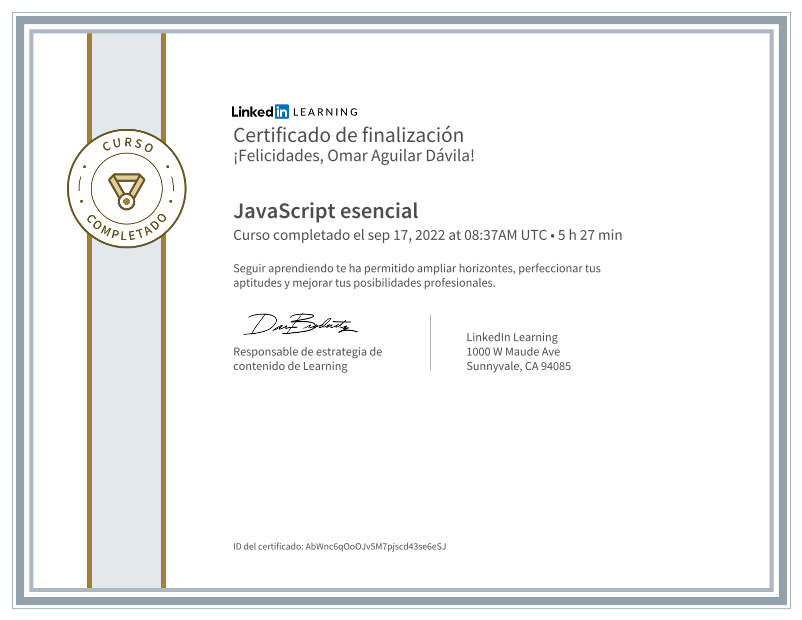 LinkedIn LEARNING
Certificado de finalización
¡Felicidades, Omar Aguilar Dávila!
CURSO
COMPLETADO
JavaScript esencial
Curso completado el sep 17, 2022 at 08:37AM UTC • 5 h 27 min
Seguir aprendiendo te ha permitido ampliar horizontes, perfeccionar tus
aptitudes y mejorar tus posibilidades profesionales.
Responsable de estrategia de
contenido de Learning
LinkedIn Learning
1000 W Maude Ave
Sunnyvale, CA 94085
ID del certificado: AbWnc6qOoOJv5M7pjscd43se6eSJ